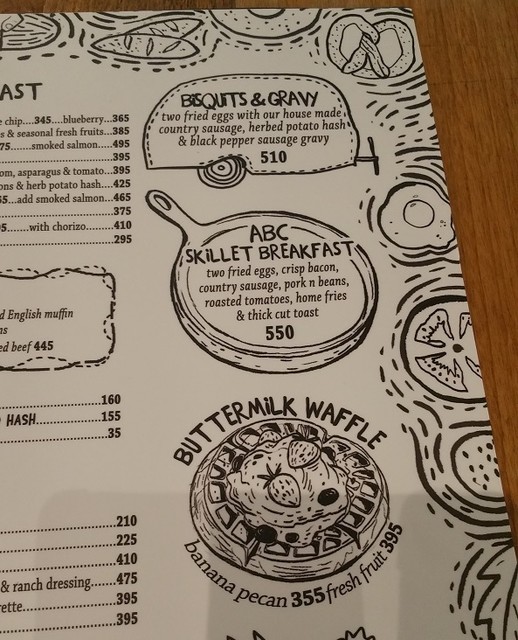 AST
e chip....345....blueberry...365
s & seasonal fresh fruits...385
75.......smoked salmon.....495
395
om, asparagus & tomato...395
ons & herb potato hash....425
55...add smoked salmon...465
375
95......with chorizo......410
295
d English muffin
ns
ed beef 445
160
HASH 155
35
210
225
410
& ranch dressing.....475
rette 395
395
BISQUITS & GRAVY
two fried eggs with our house made
country sausage, herbed potato hash
& black pepper sausage gravy
510
ABC
SKiLLET BREAKFAST
two fried eggs, crisp bacon,
country sausage, pork n beans,
roasted tomatoes, home fries
& thick cut toast
550
BUTTERMiLK WAFFLE
banana pecan 355 fresh fruit 395